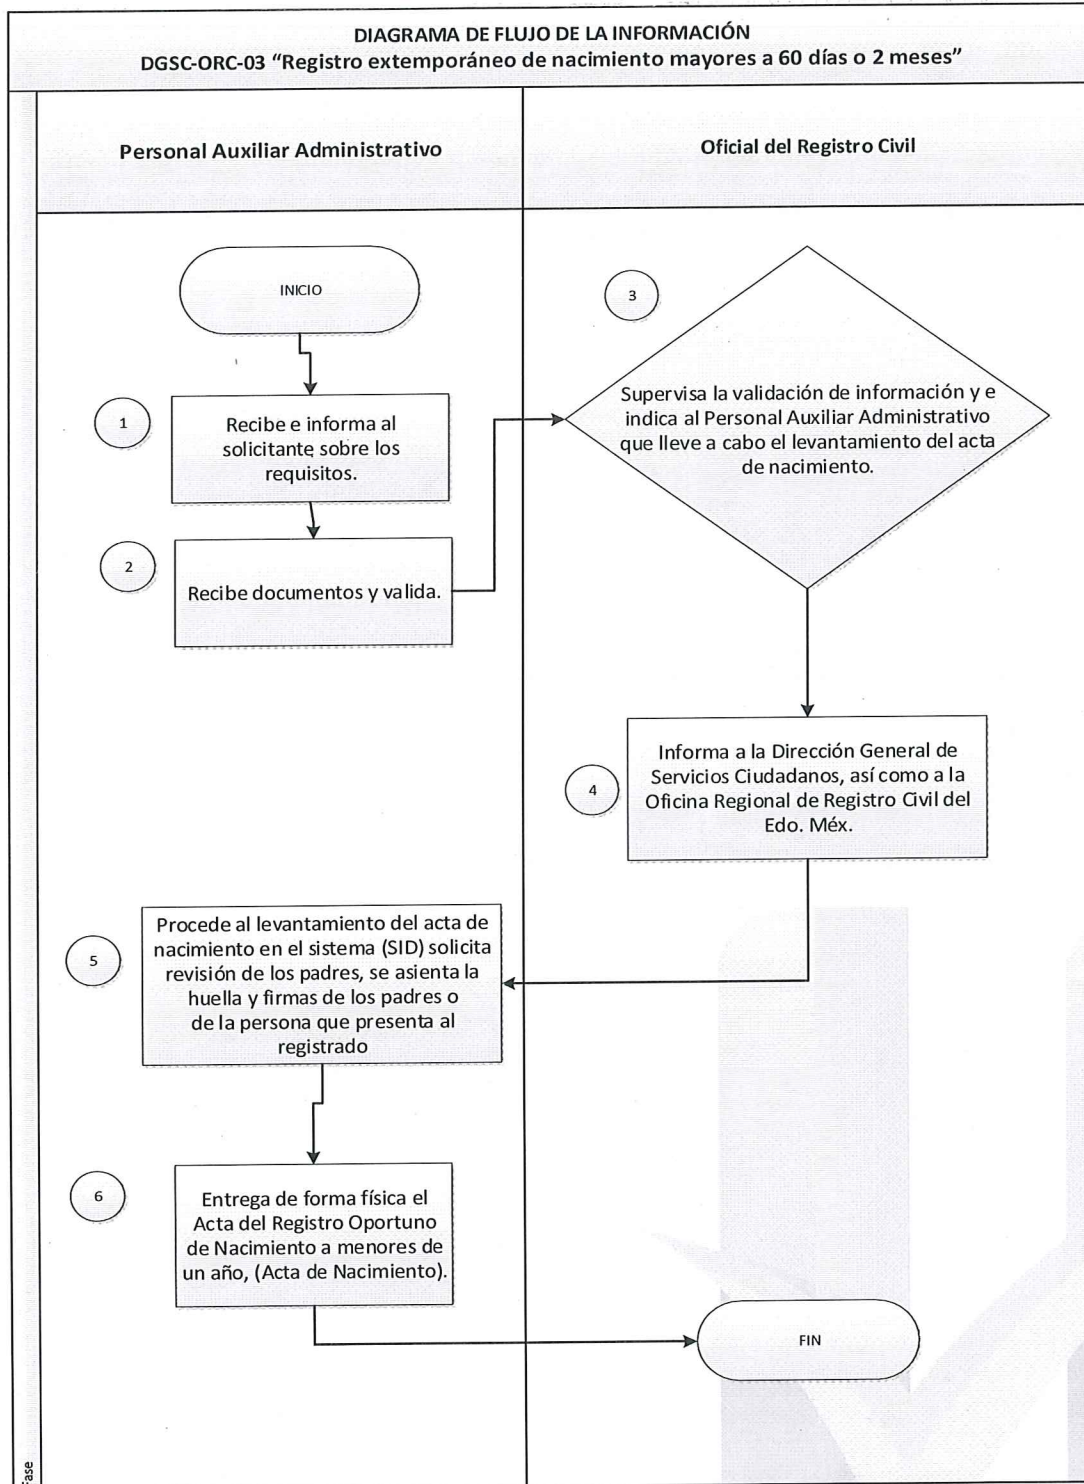 DIAGRAMA DE FLUJO DE LA INFORMACIÓN
DGSC-ORC-03 “Registro extemporáneo de nacimiento mayores a 60 días o 2 meses”
Personal Auxiliar Administrativo
Oficial del Registro Civil
INICIO
1
Recibe e informa al
solicitante sobre los
requisitos.
2
Recibe documentos y valida.
3
Supervisa la validación de información y e
indica al Personal Auxiliar Administrativo
que lleve a cabo el levantamiento del acta
de nacimiento.
4
Informa a la Dirección General de
Servicios Ciudadanos, así como a la
Oficina Regional de Registro Civil del
Edo. Méx.
5
Procede al levantamiento del acta de
nacimiento en el sistema (SID) solicita
revisión de los padres, se asienta la
huella y firmas de los padres o
de la persona que presenta al
registrado
6
Entrega de forma física el
Acta del Registro Oportuno
de Nacimiento a menores de
un año, (Acta de Nacimiento).
FIN
Fase